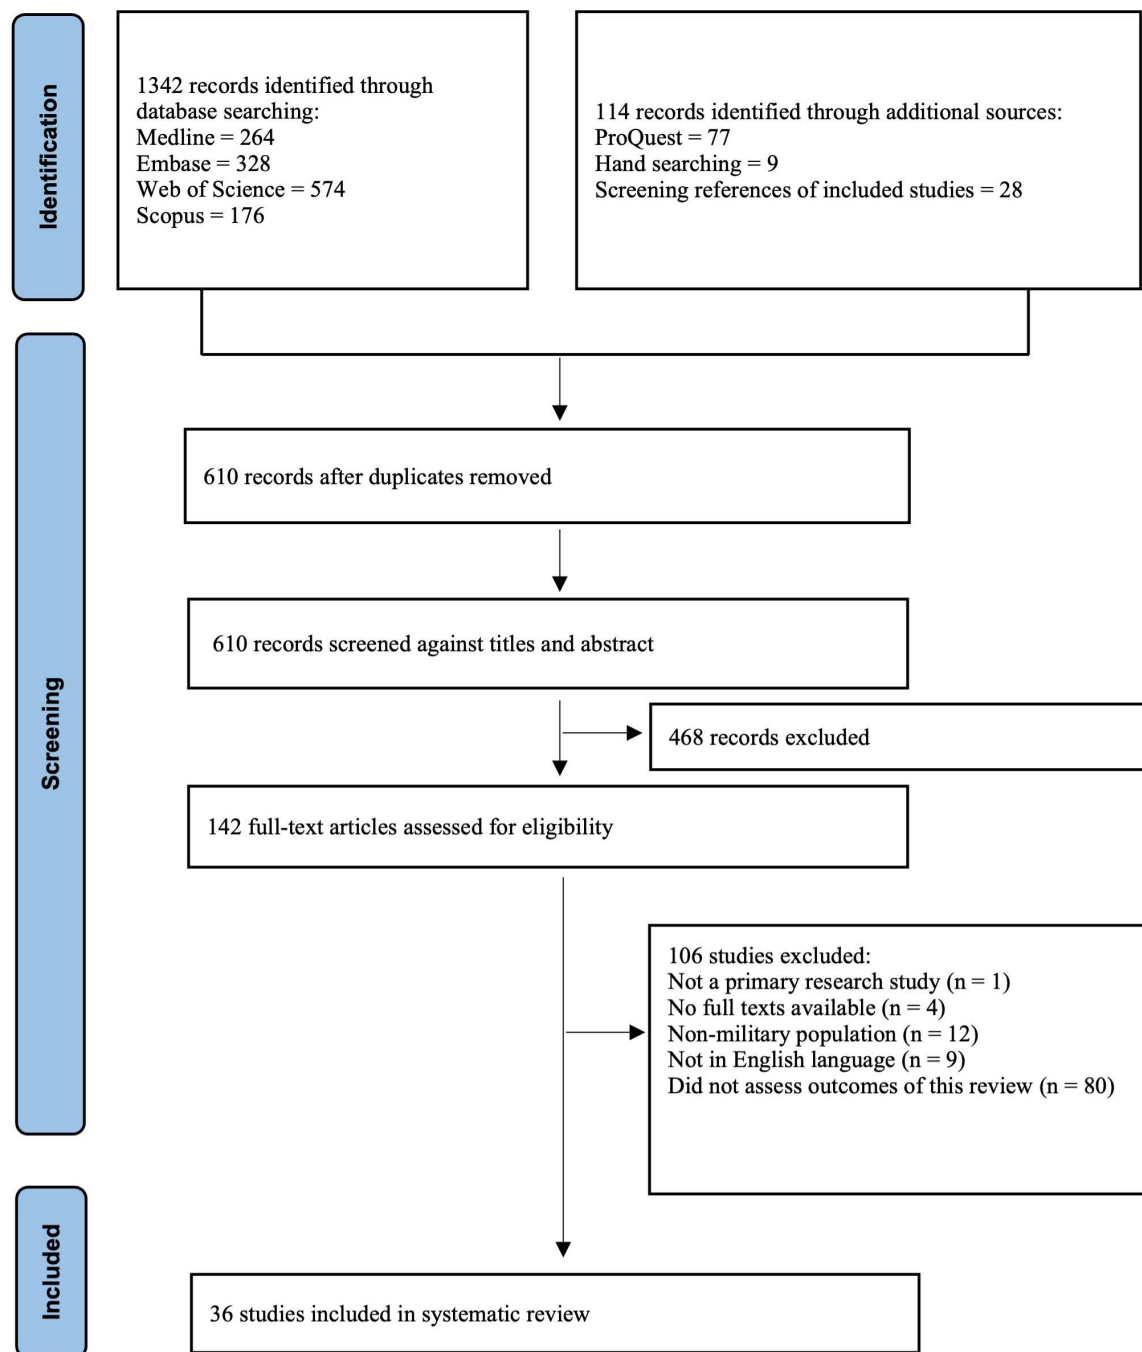 Identification
1342 records identified through
database searching:
Medline = 264
Embase = 328
Web of Science = 574
Scopus = 176
114 records identified through additional sources:
ProQuest = 77
Hand searching = 9
Screening references of included studies = 28
Screening
610 records after duplicates removed
610 records screened against titles and abstract
468 records excluded
142 full-text articles assessed for eligibility
106 studies excluded:
Not a primary research study (n = 1)
No full texts available (n = 4)
Non-military population (n = 12)
Not in English language (n = 9)
Did not assess outcomes of this review (n = 80)
Included
36 studies included in systematic review